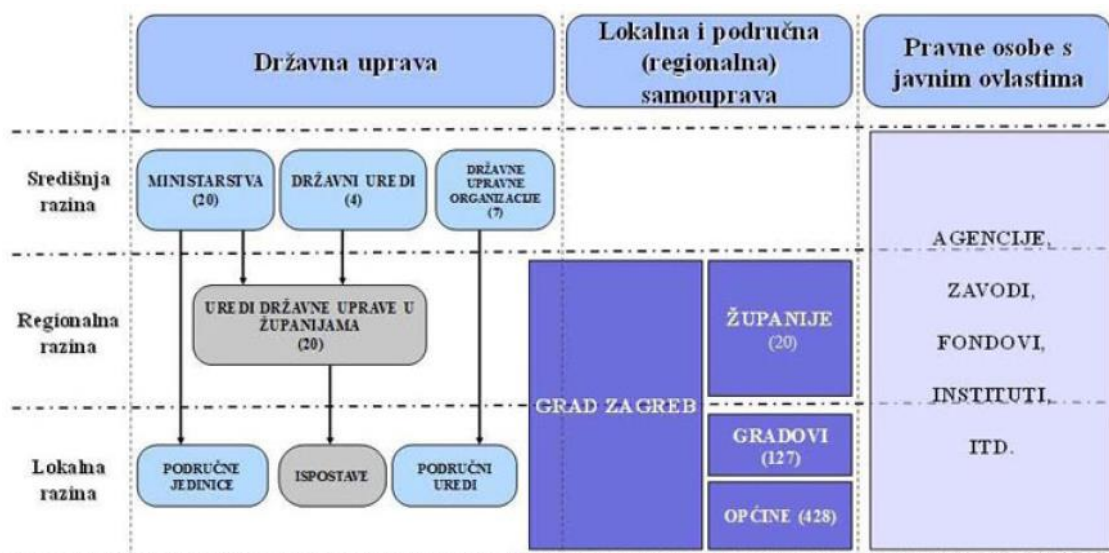 Državna uprava
Lokalna i područna
(regionalna)
samouprava
Pravne osobe s
javnim ovlastima
Središnja
razina
MINISTARSTVA
(20)
DRŽAVNI UREDI
(4)
DRŽAVNE
UPRAVNE
ORGANIZACIJE
(7)
Regionalna
razina
UREDI DRŽAVNE UPRAVE U
ŽUPANIJAMA
(20)
GRAD ZAGREB
ŽUPANIJE
(20)
Lokalna
razina
PODRUČNE
JEDINICE
ISPOSTAVE
PODRUČNI
UREDI
GRADOVI
(127)
OPĆINE (428)
AGENCIJE,
ZAVODI,
FONDOVI,
INSTITUTI,
ITD.